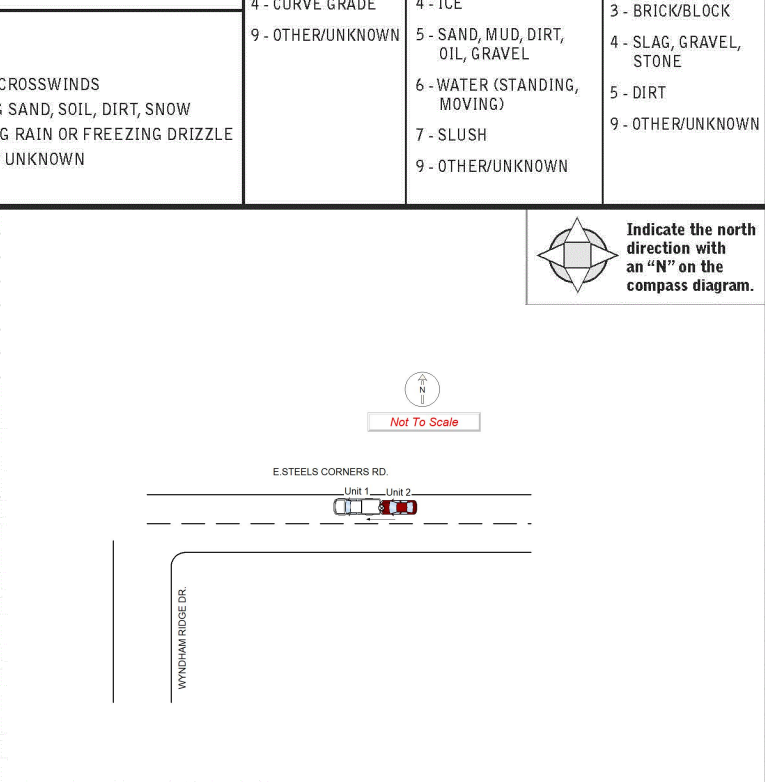 4 - CURVE GRADE
9 - OTHER/UNKNOWN
4 - ICE
5 - SAND, MUD, DIRT,
OIL, GRAVEL
6 - WATER (STANDING,
MOVING)
7 - SLUSH
9 - OTHER/UNKNOWN
3 - BRICK/BLOCK
4 - SLAG, GRAVEL,
STONE
5 - DIRT
9 - OTHER/UNKNOWN
CROSSWINDS
G SAND, SOIL, DIRT, SNOW
G RAIN OR FREEZING DRIZZLE
UNKNOWN
Indicate the north
direction with
an “N” on the
compass diagram.
N
Not To Scale
E.STEELS CORNERS RD.
Unit 1
Unit 2
WYNDHAM RIDGE DR.